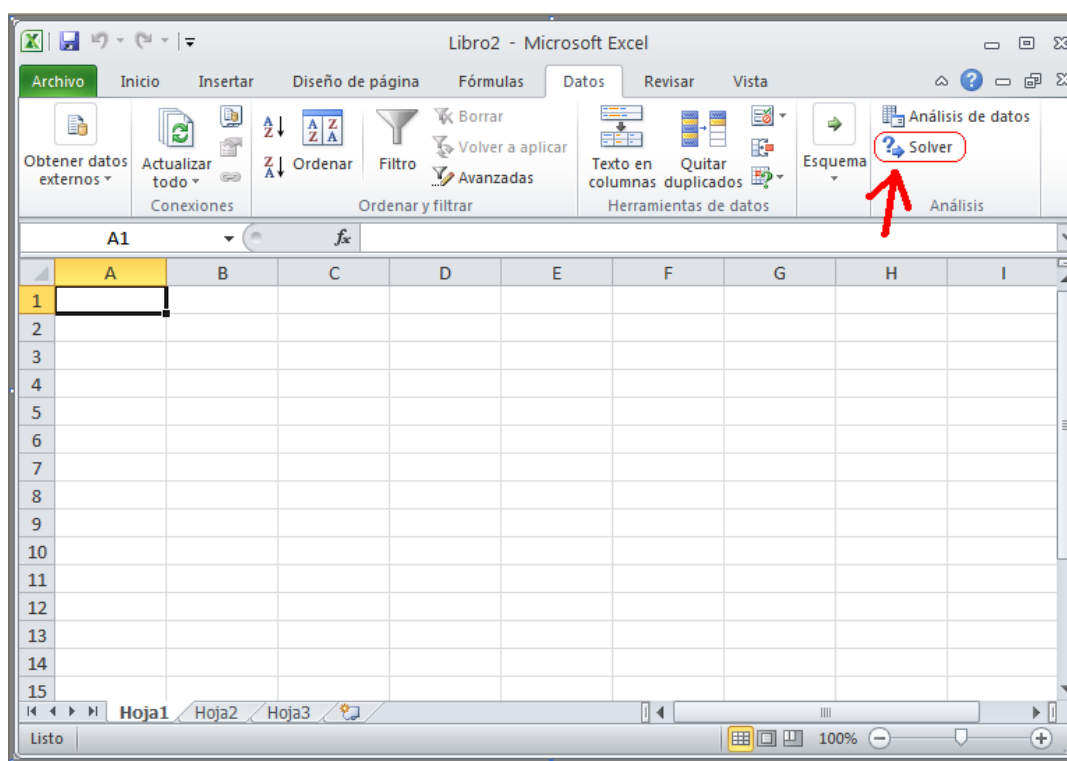 Libro2 - Microsoft Excel
Archivo Inicio Insertar Diseño de página Fórmulas Datos Revisar Vista
Obtener datos externos
Actualizar todo
Conexiones
Ordenar
Filtro
Borrar
Volver a aplicar
Avanzadas
Ordenar y filtrar
Texto en columnas
Quitar duplicados
Herramientas de datos
Esquema
Análisis de datos
Solver
Análisis
A1 fx
A B C D E F G H I
1
2
3
4
5
6
7
8
9
10
11
12
13
14
15
Hoja1 Hoja2 Hoja3
Listo 100%